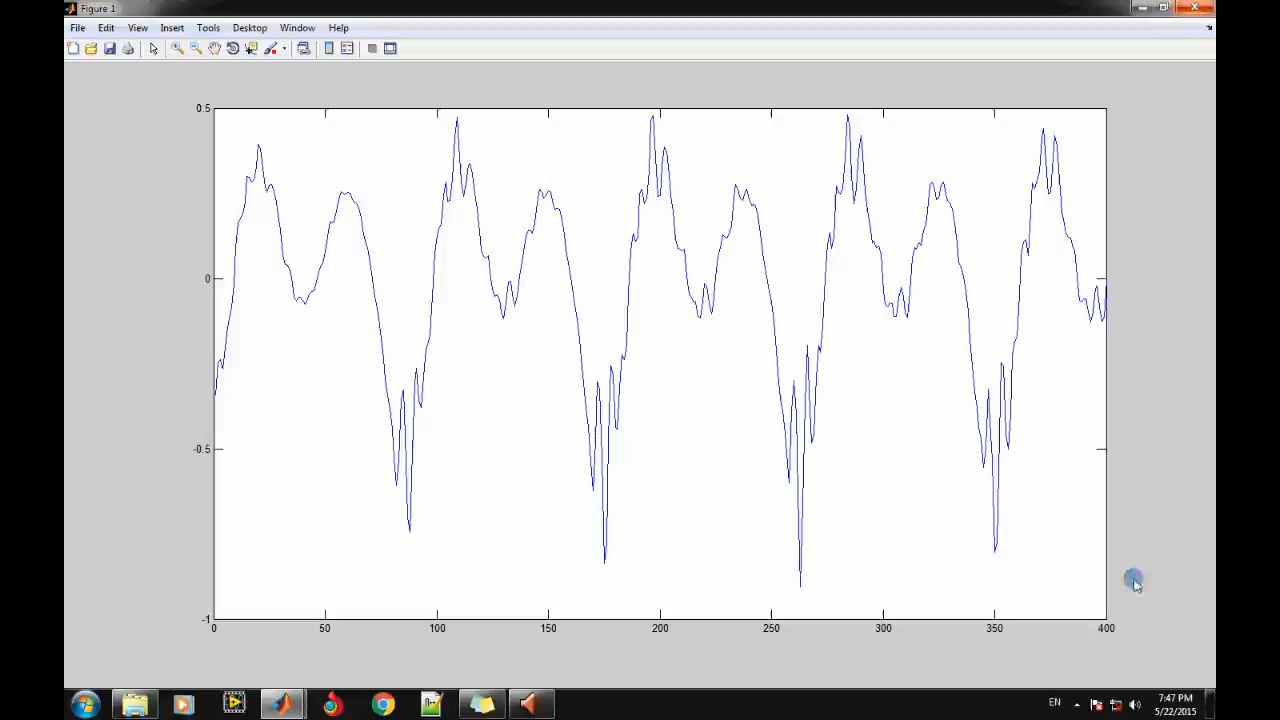 Figure 1
File Edit View Insert Tools Desktop Window Help
0.5
0
-0.5
-1
0 50 100 150 200 250 300 350 400
EN
7:47 PM
5/22/2015